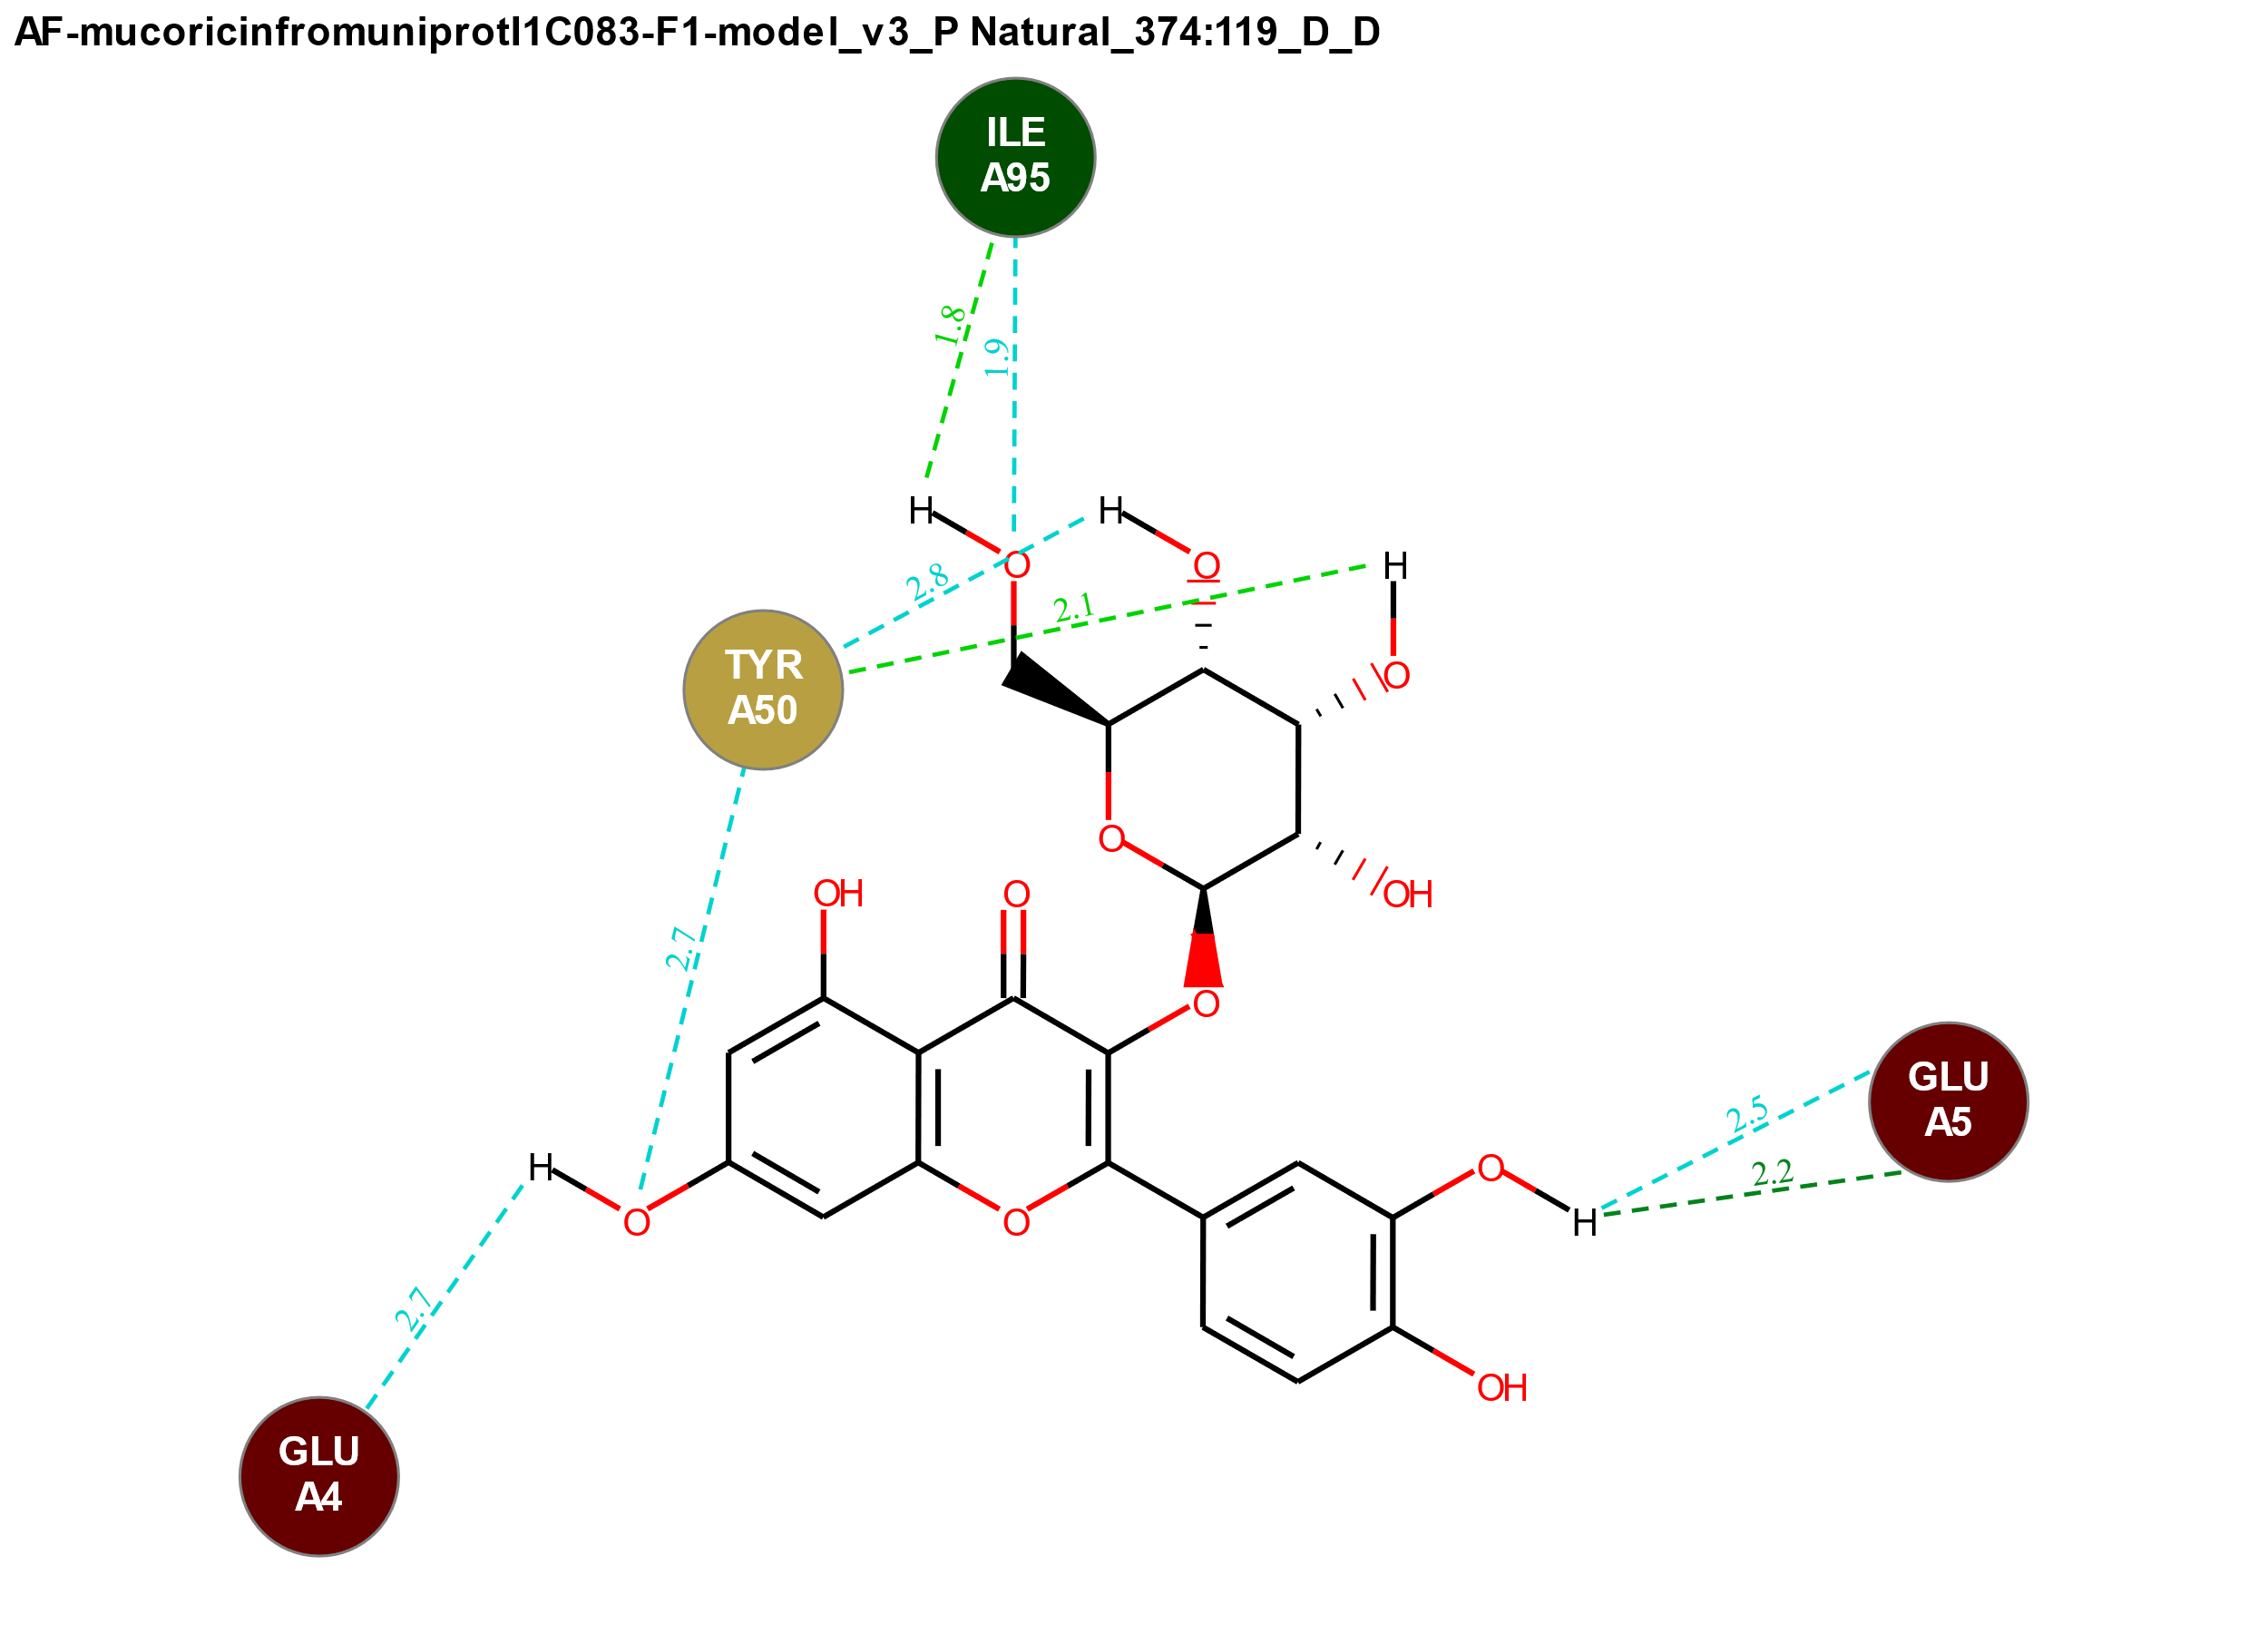 AF-mucoricinfromuniprotI1C083-F1-model_v3_P Natural_374:119_D_D
ILE
A95
1.8
1.9
H
H
O
O
H
2.8
2.1
TYR
A50
O
O
OH
O
OH
2.7
O
GLU
A5
2.5
2.2
H
O
O
O
H
2.7
OH
GLU
A4